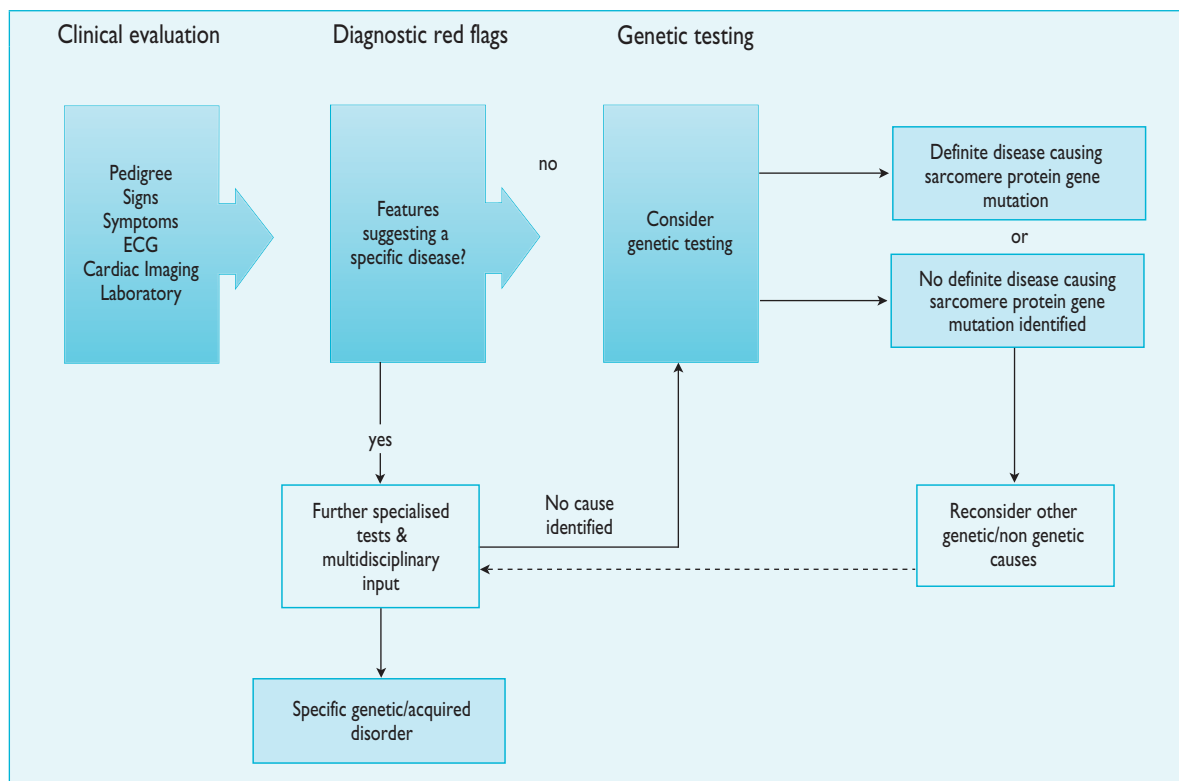 Clinical evaluation
Diagnostic red flags
Genetic testing
Pedigree
Signs
Symptoms
ECG
Cardiac Imaging
Laboratory
Features
suggesting a
specific disease?
no
Consider
genetic testing
Definite disease causing
sarcomere protein gene
mutation
or
No definite disease causing
sarcomere protein gene
mutation identified
yes
Further specialised
tests &
multidisciplinary
input
No cause
identified
Reconsider other
genetic/non genetic
causes
Specific genetic/acquired
disorder